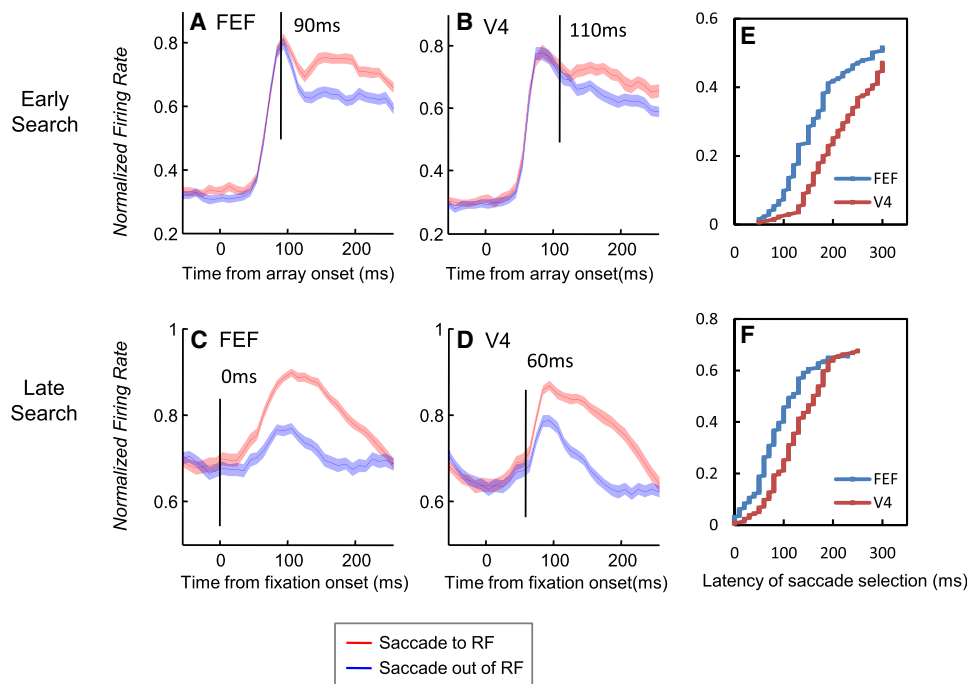 A FEF
90ms
B V4
110ms
E
Early
Search
Normalized Firing Rate
0.8
0.6
0.4
0.2
0 100 200
Time from array onset (ms)
0.8
0.6
0.4
0.2
0 100 200
Time from array onset(ms)
0.6
0.4
0.2
0
0 100 200 300
FEF
V4
Late
Search
Normalized Firing Rate
C FEF
0ms
1
0.8
0.6
0 100 200
Time from fixation onset (ms)
D V4
60ms
1
0.8
0.6
0 100 200
Time from fixation onset(ms)
F
0.8
0.6
0.4
0.2
0
0 100 200 300
FEF
V4
Latency of saccade selection (ms)
Saccade to RF
Saccade out of RF